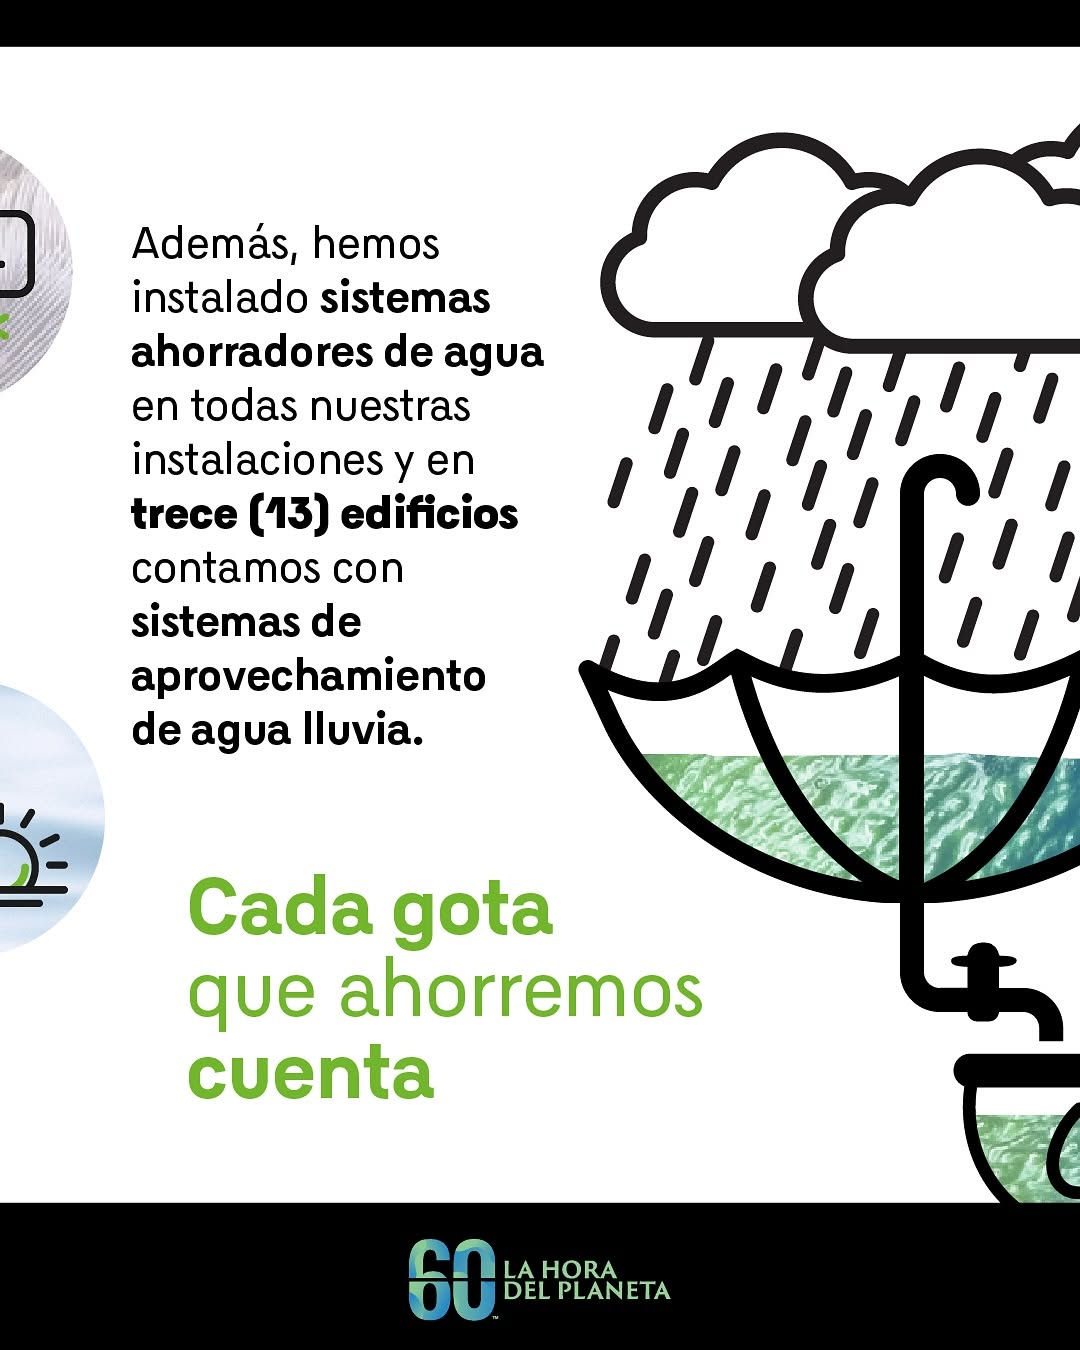 Además, hemos
instalado sistemas
ahorradores de agua
en todas nuestras
instalaciones y en
trece (13) edificios
contamos con
sistemas de
aprovechamiento
de agua lluvia.
Cada gota
que ahorremos
cuenta
60 LA HORA
DEL PLANETA
™